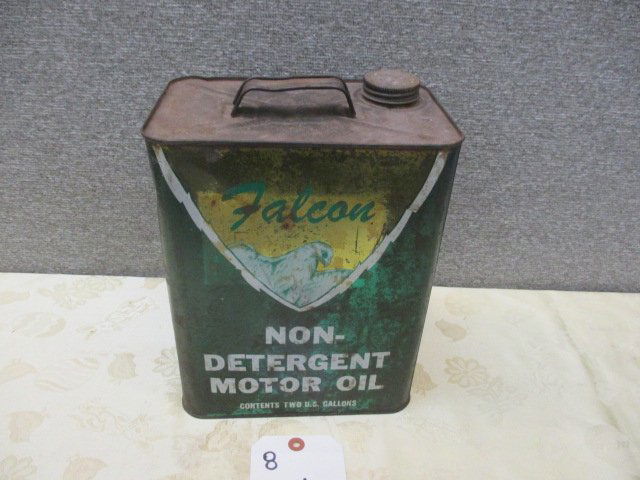 Falcon
NON-
DETERGENT
MOTOR OIL
CONTENTS TWO U.S. GALLONS
8